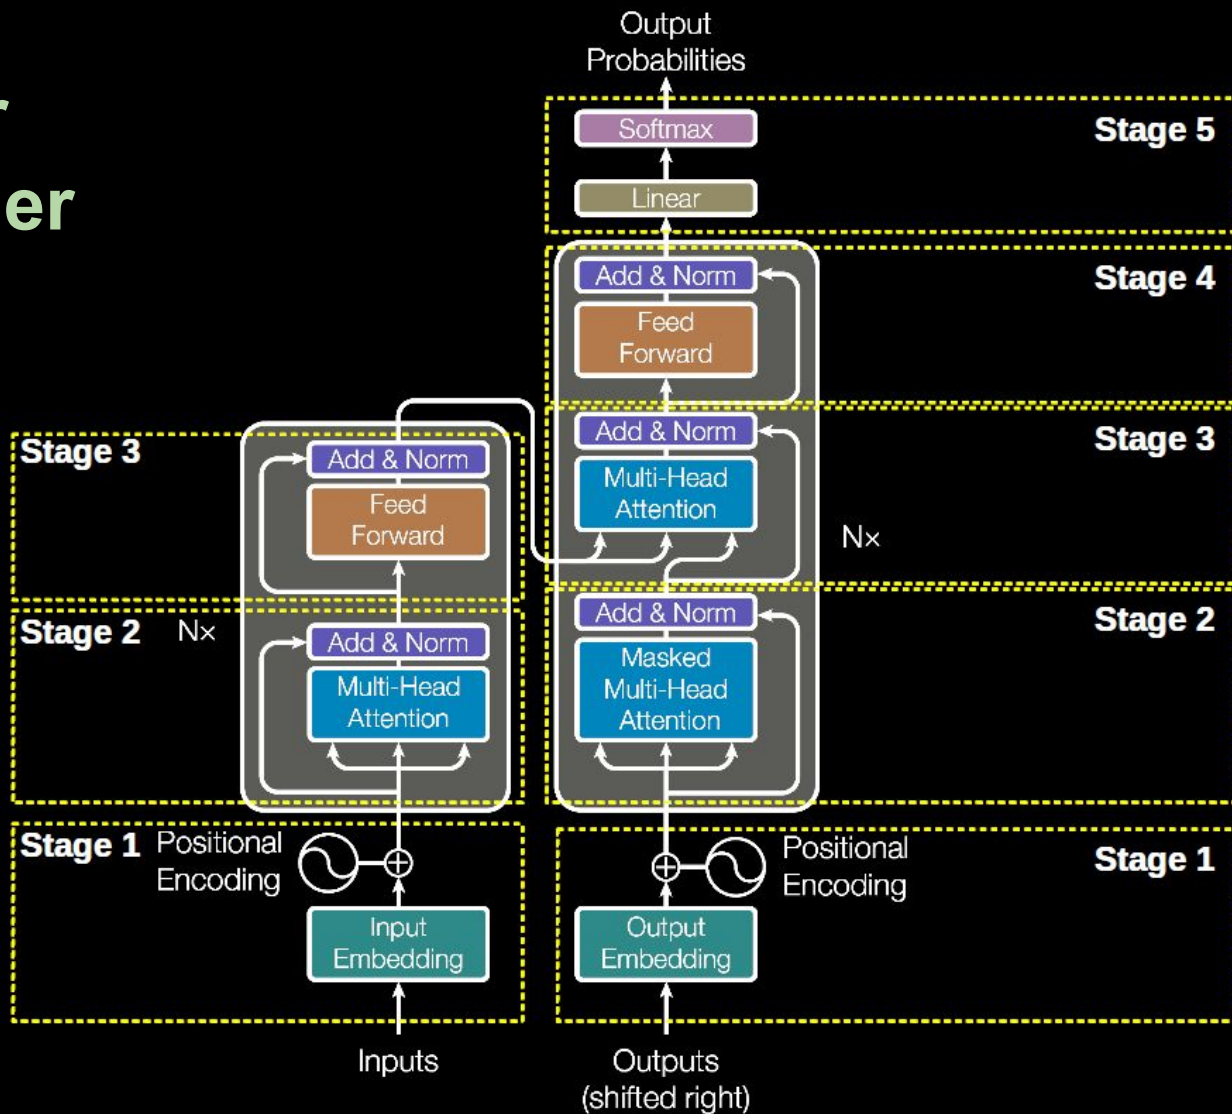 er
Output
Probabilities
Softmax
Stage 5
Linear
Add & Norm
Stage 4
Feed
Forward
Add & Norm
Stage 3
Multi-Head
Attention
N×
Add & Norm
Stage 2
Masked
Multi-Head
Attention
Stage 3
Add & Norm
Feed
Forward
Stage 2
N×
Add & Norm
Multi-Head
Attention
Stage 1
Positional
Encoding
Input
Embedding
Inputs
Positional
Encoding
Stage 1
Output
Embedding
Outputs
(shifted right)